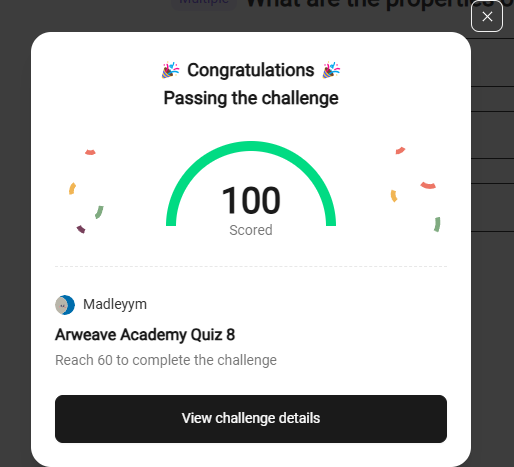 Multiple What are the properties o
🎉 Congratulations 🎉
Passing the challenge
100
Scored
Madleyym
Arweave Academy Quiz 8
Reach 60 to complete the challenge
View challenge details